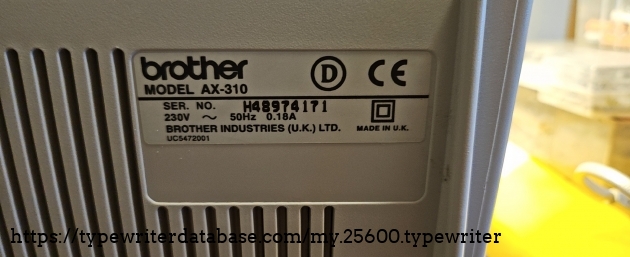 brother
MODEL AX-310
D CE
SER. NO. H48974171
230V ~ 50Hz 0.18A
BROTHER INDUSTRIES (U.K.) LTD.
MADE IN U.K.
UC5472001
https://typewriterdatabase.com/my.25600.typewriter